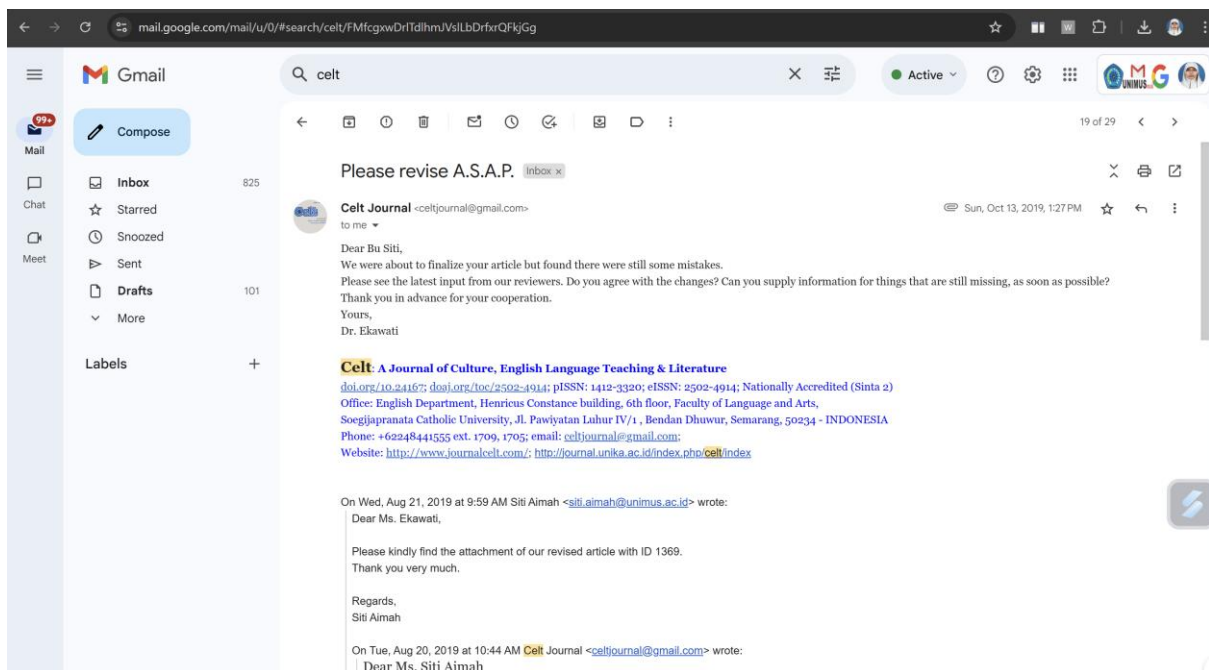 mail.google.com/mail/u/0/#search/celt/FMfcgxwDrlTdlhmJVslLbDrfxrQFkjGg
Gmail
celt
Active
UNIMUS
99+
Mail
Compose
19 of 29
Please revise A.S.A.P. Inbox x
Inbox 825
Chat
Starred
Celt Journal <celtjournal@gmail.com>
Sun, Oct 13, 2019, 1:27 PM
to me
Snoozed
Meet
Sent
Drafts 101
More
Labels
Dear Bu Siti,
We were about to finalize your article but found there were still some mistakes.
Please see the latest input from our reviewers. Do you agree with the changes? Can you supply information for things that are still missing, as soon as possible?
Thank you in advance for your cooperation.
Yours,
Dr. Ekawati
Celt: A Journal of Culture, English Language Teaching & Literature
doi.org/10.24167; doaj.org/toc/2502-4914; pISSN: 1412-3320; eISSN: 2502-4914; Nationally Accredited (Sinta 2)
Office: English Department, Henricus Constance building, 6th floor, Faculty of Language and Arts,
Soegijapranata Catholic University, Jl. Pawiyatan Luhur IV/1 , Bendan Dhuwur, Semarang, 50234 - INDONESIA
Phone: +62248441555 ext. 1709, 1705; email: celtjournal@gmail.com;
Website: http://www.journalcelt.com/; http://journal.unika.ac.id/index.php/celt/index
On Wed, Aug 21, 2019 at 9:59 AM Siti Aimah <siti.aimah@unimus.ac.id> wrote:
Dear Ms. Ekawati,
Please kindly find the attachment of our revised article with ID 1369.
Thank you very much.
Regards,
Siti Aimah
On Tue, Aug 20, 2019 at 10:44 AM Celt Journal <celtjournal@gmail.com> wrote:
Dear Ms. Siti Aimah